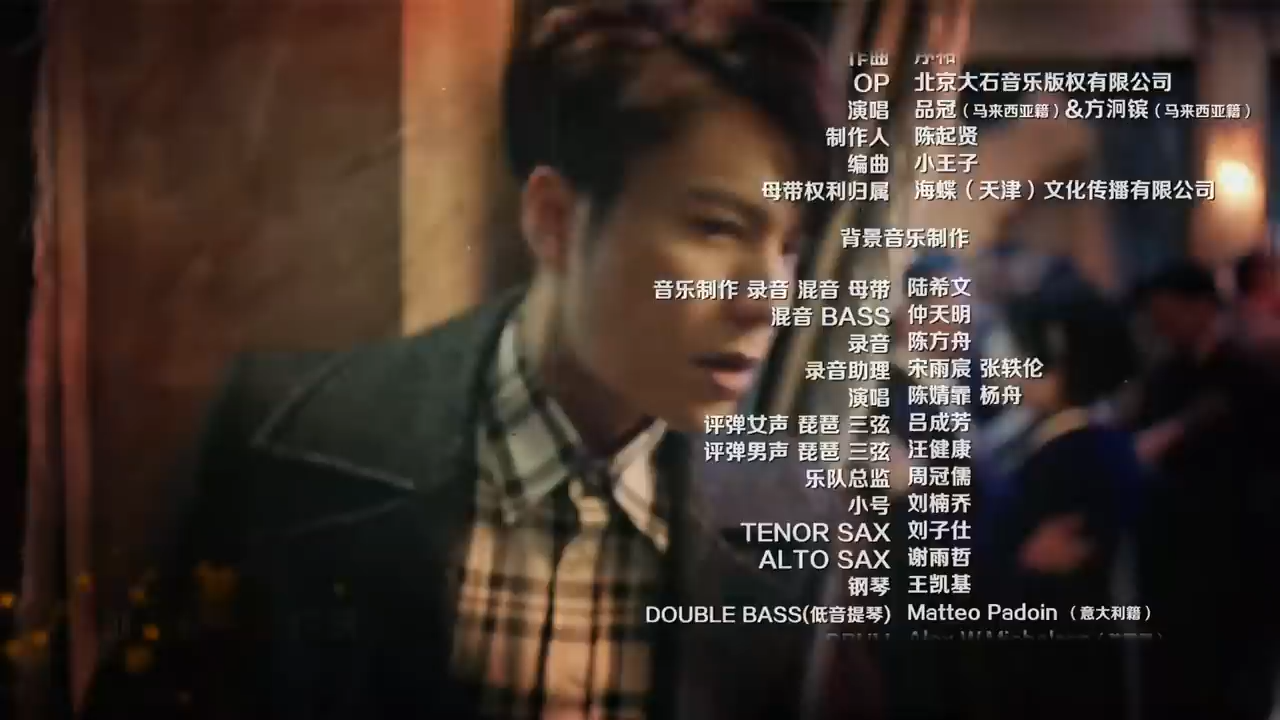 作曲
OP 北京大石音乐版权有限公司
演唱 品冠（马来西亚籍）&方泂镔（马来西亚籍）
制作人 陈起贤
编曲 小王子
母带权利归属 海蝶（天津）文化传播有限公司
背景音乐制作
音乐制作 录音 混音 母带 陆希文
混音 BASS 仲天明
录音 陈方舟
录音助理 宋雨宸 张轶伦
演唱 陈婧霏 杨舟
评弹女声 琵琶 三弦 吕成芳
评弹男声 琵琶 三弦 汪健康
乐队总监 周冠儒
小号 刘楠乔
TENOR SAX 刘子仕
ALTO SAX 谢雨哲
钢琴 王凯基
DOUBLE BASS(低音提琴) Matteo Padoin（意大利籍）